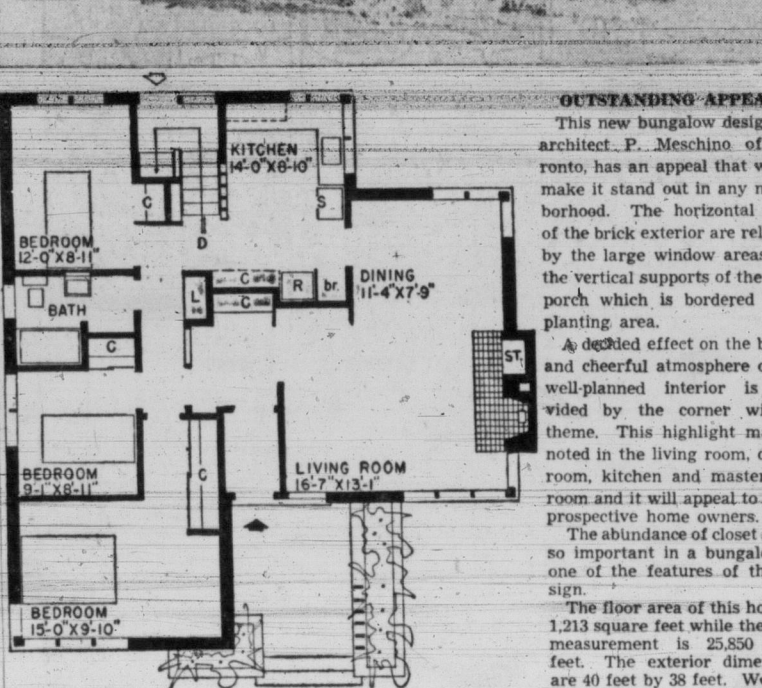 KITCHEN
14'-0"X8'-10"
C
S
BEDROOM
12'-0"X8'-11"
D
DINING
11'-4"X7'-9"
C
R
br.
L
C
BATH
C
ST.
LIVING ROOM
16'-7"X13'-1"
BEDROOM
9'-1"X8'-11"
C
BEDROOM
15'-0"X9'-10"
OUTSTANDING APPEA
This new bungalow desig
architect P. Meschino of
ronto, has an appeal that w
make it stand out in any n
borhood. The horizontal
of the brick exterior are rel
by the large window areas
the vertical supports of the
porch which is bordered
planting area.
A decided effect on the b
and cheerful atmosphere o
well-planned interior is
vided by the corner wi
theme. This highlight m
noted in the living room, d
room, kitchen and master
room and it will appeal to
prospective home owners.
The abundance of closet
so important in a bungalo
one of the features of th
sign.
The floor area of this ho
1,213 square feet while the
measurement is 25,850
feet. The exterior dime
are 40 feet by 38 feet. Wo